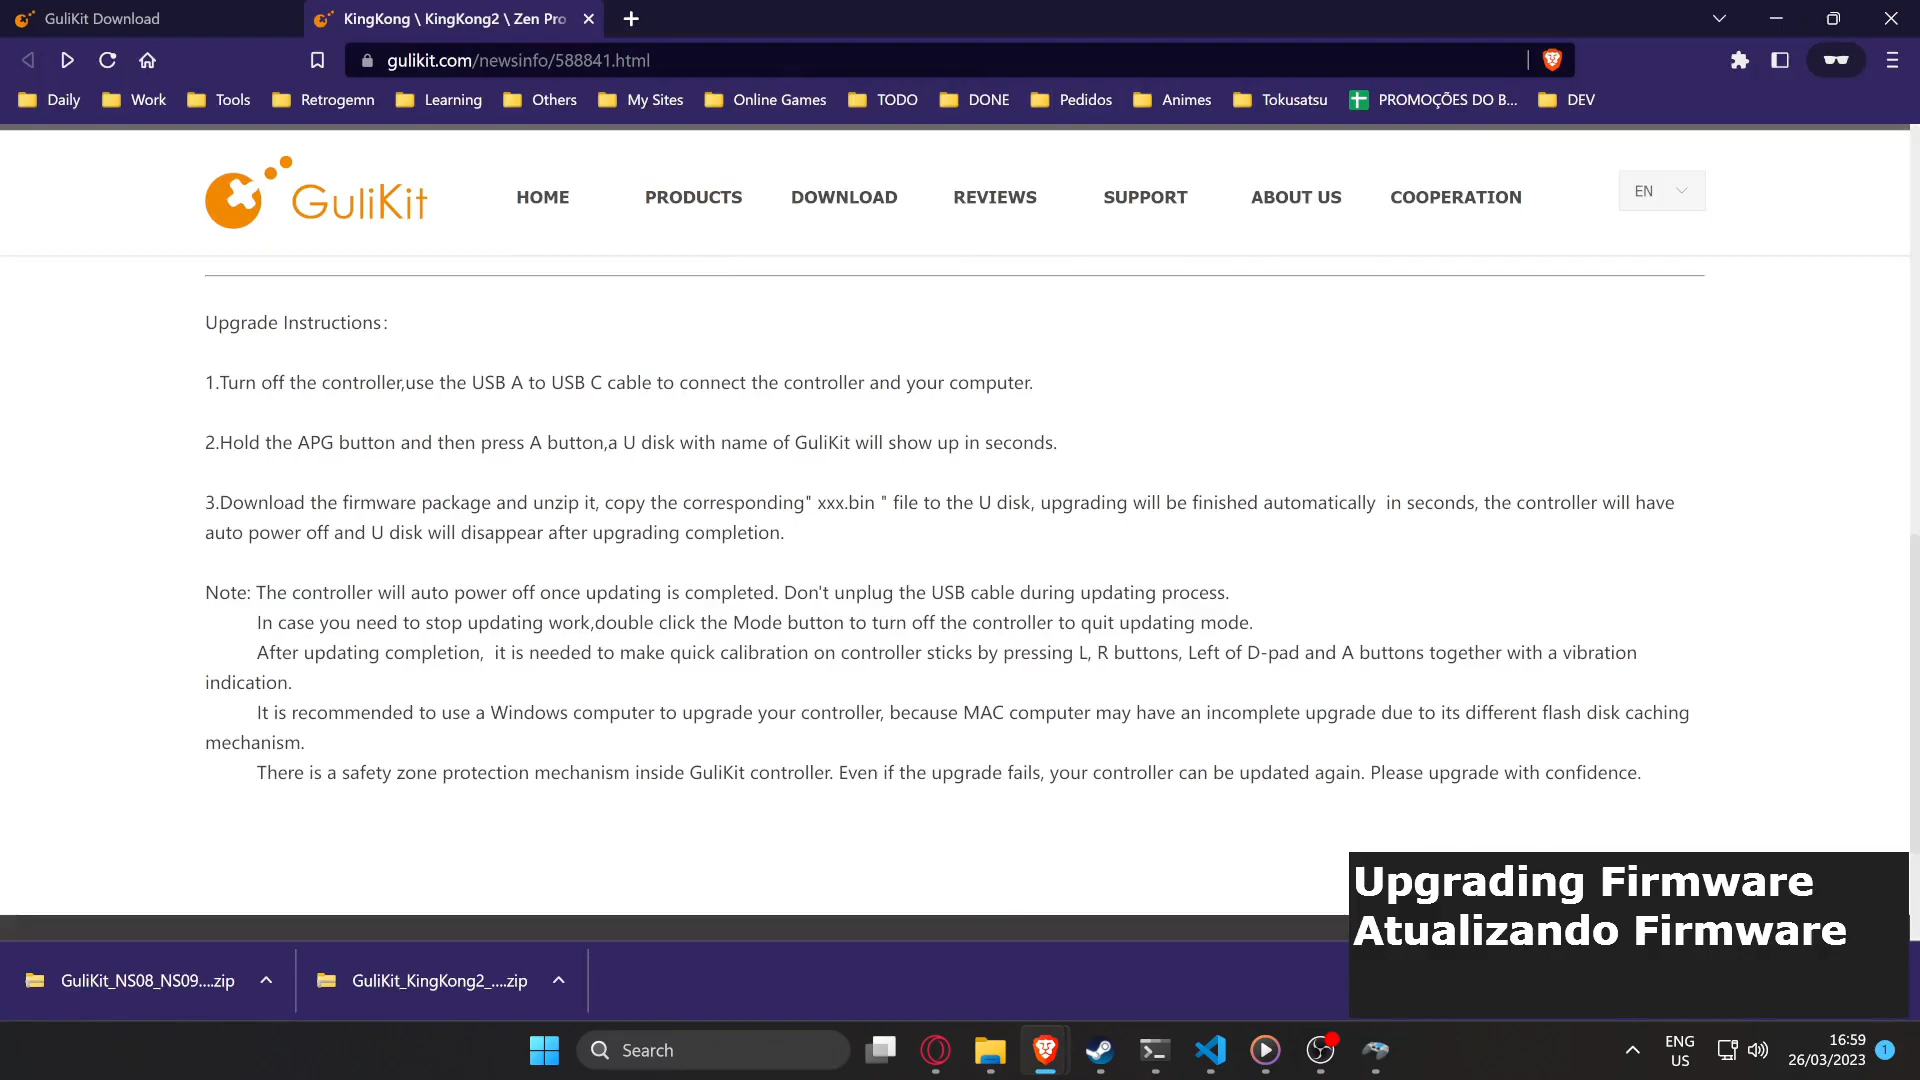 GuliKit Download
KingKong \ KingKong2 \ Zen Pro
gulikit.com/newsinfo/588841.html
Daily Work Tools Retrogemn Learning Others My Sites Online Games TODO DONE Pedidos Animes Tokusatsu PROMOÇÕES DO B... DEV
GuliKit HOME PRODUCTS DOWNLOAD REVIEWS SUPPORT ABOUT US COOPERATION EN
Upgrade Instructions:
1.Turn off the controller,use the USB A to USB C cable to connect the controller and your computer.
2.Hold the APG button and then press A button,a U disk with name of GuliKit will show up in seconds.
3.Download the firmware package and unzip it, copy the corresponding" xxx.bin " file to the U disk, upgrading will be finished automatically  in seconds, the controller will have
auto power off and U disk will disappear after upgrading completion.
Note: The controller will auto power off once updating is completed. Don't unplug the USB cable during updating process.
In case you need to stop updating work,double click the Mode button to turn off the controller to quit updating mode.
After updating completion,  it is needed to make quick calibration on controller sticks by pressing L, R buttons, Left of D-pad and A buttons together with a vibration
indication.
It is recommended to use a Windows computer to upgrade your controller, because MAC computer may have an incomplete upgrade due to its different flash disk caching
mechanism.
There is a safety zone protection mechanism inside GuliKit controller. Even if the upgrade fails, your controller can be updated again. Please upgrade with confidence.
Upgrading Firmware
Atualizando Firmware
GuliKit_NS08_NS09....zip GuliKit_KingKong2_....zip
Search
ENG
US
16:59
26/03/2023
1